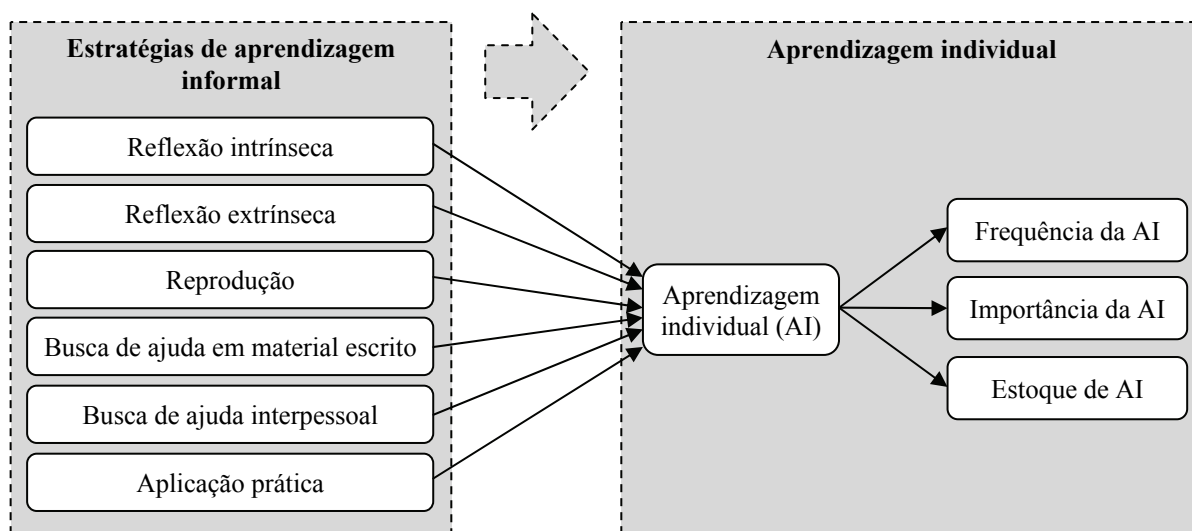 Estratégias de aprendizagem
informal
Reflexão intrínseca
Reflexão extrínseca
Reprodução
Busca de ajuda em material escrito
Busca de ajuda interpessoal
Aplicação prática
Aprendizagem individual
Aprendizagem
individual (AI)
Frequência da AI
Importância da AI
Estoque de AI